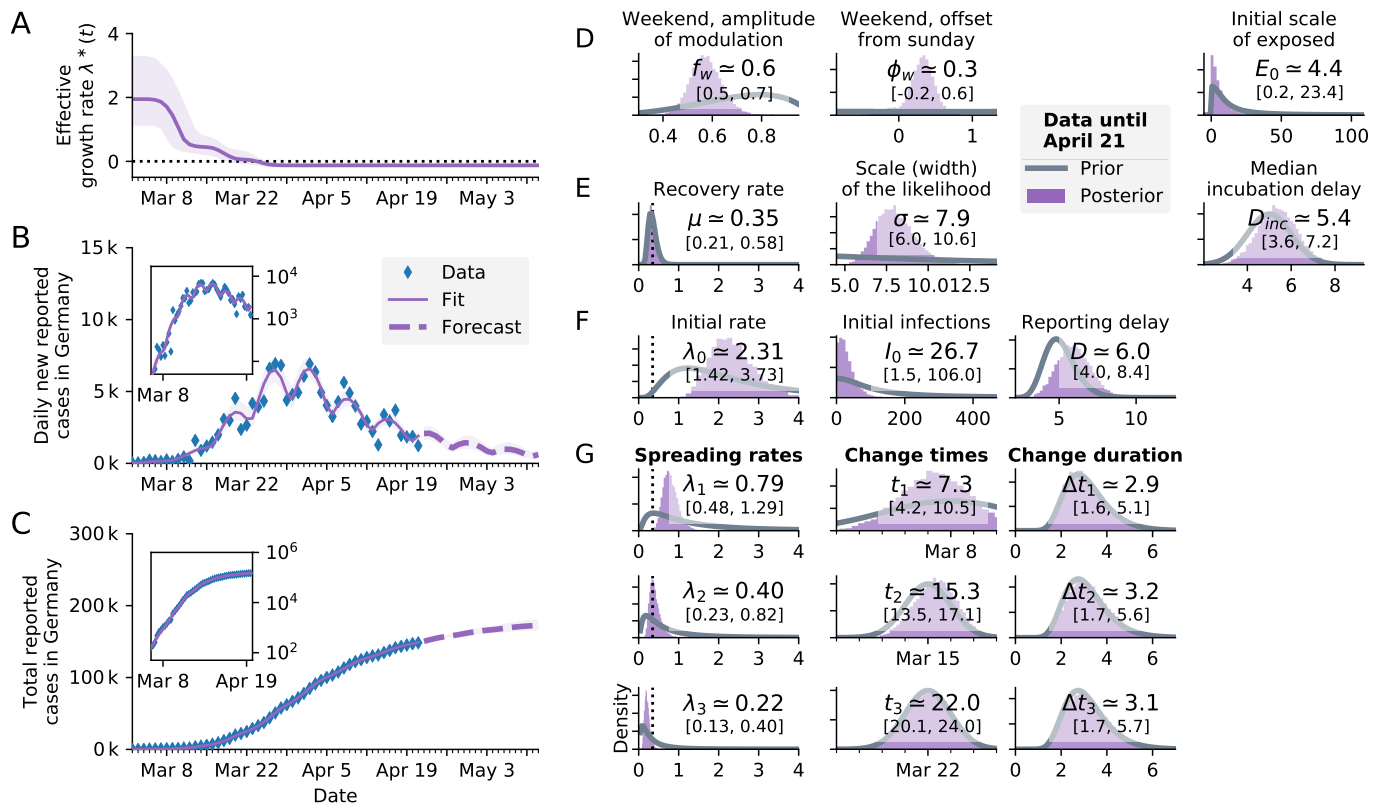 A
Effective
growth rate λ* (t)
4
2
0
Mar 8
Mar 22
Apr 5
Apr 19
May 3
B
Daily new reported
cases in Germany
15 k
10 k
5 k
0 k
10⁴
10³
Mar 8
Data
Fit
Forecast
Mar 8
Mar 22
Apr 5
Apr 19
May 3
C
Total reported
cases in Germany
300 k
200 k
100 k
0 k
10⁶
10⁴
10²
Mar 8
Apr 19
Mar 8
Mar 22
Apr 5
Apr 19
May 3
Date
D
Weekend, amplitude
of modulation
f_w ≃ 0.6
[0.5, 0.7]
0.4 0.6 0.8
Weekend, offset
from sunday
ϕ_w ≃ 0.3
[-0.2, 0.6]
0 1
Initial scale
of exposed
E₀ ≃ 4.4
[0.2, 23.4]
0 50 100
Data until
April 21
Prior
Posterior
E
Recovery rate
μ ≃ 0.35
[0.21, 0.58]
0 1 2 3 4
Scale (width)
of the likelihood
σ ≃ 7.9
[6.0, 10.6]
5.0 7.5 10.0 12.5
Median
incubation delay
D_inc ≃ 5.4
[3.6, 7.2]
4 6 8
F
Initial rate
λ₀ ≃ 2.31
[1.42, 3.73]
0 1 2 3 4
Initial infections
I₀ ≃ 26.7
[1.5, 106.0]
0 200 400
Reporting delay
D ≃ 6.0
[4.0, 8.4]
5 10
G
Spreading rates
λ₁ ≃ 0.79
[0.48, 1.29]
0 1 2 3 4
Change times
t₁ ≃ 7.3
[4.2, 10.5]
Mar 8
Change duration
Δt₁ ≃ 2.9
[1.6, 5.1]
0 2 4 6
λ₂ ≃ 0.40
[0.23, 0.82]
0 1 2 3 4
t₂ ≃ 15.3
[13.5, 17.1]
Mar 15
Δt₂ ≃ 3.2
[1.7, 5.6]
0 2 4 6
Density
λ₃ ≃ 0.22
[0.13, 0.40]
0 1 2 3 4
t₃ ≃ 22.0
[20.1, 24.0]
Mar 22
Δt₃ ≃ 3.1
[1.7, 5.7]
0 2 4 6